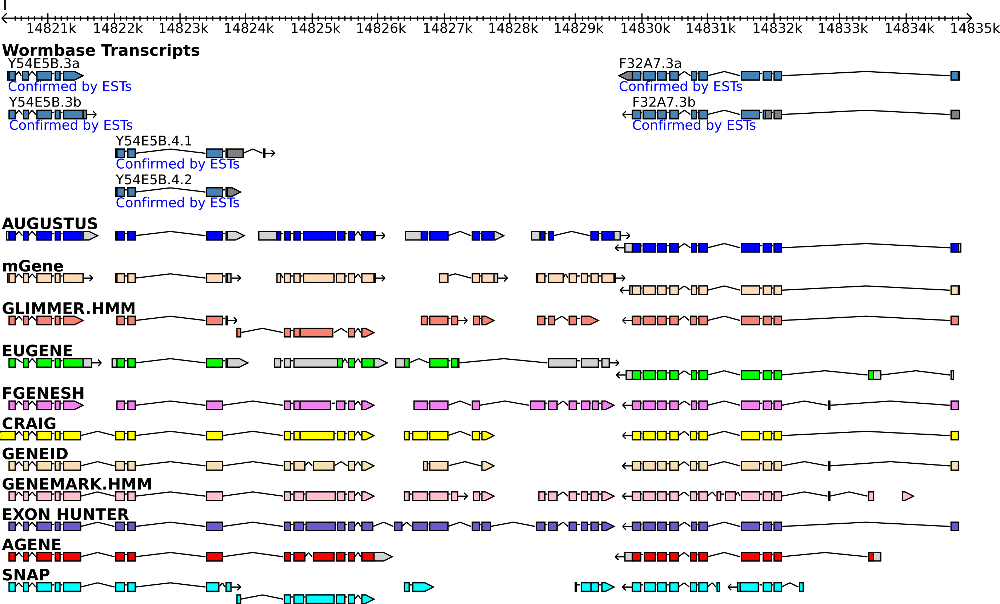 14821k 14822k 14823k 14824k 14825k 14826k 14827k 14828k 14829k 14830k 14831k 14832k 14833k 14834k 14835k
Wormbase Transcripts
Y54E5B.3a F32A7.3a
Confirmed by ESTs Confirmed by ESTs
Y54E5B.3b F32A7.3b
Confirmed by ESTs Confirmed by ESTs
Y54E5B.4.1
Confirmed by ESTs
Y54E5B.4.2
Confirmed by ESTs
AUGUSTUS
mGene
GLIMMER.HMM
EUGENE
FGENESH
CRAIG
GENEID
GENEMARK.HMM
EXON HUNTER
AGENE
SNAP